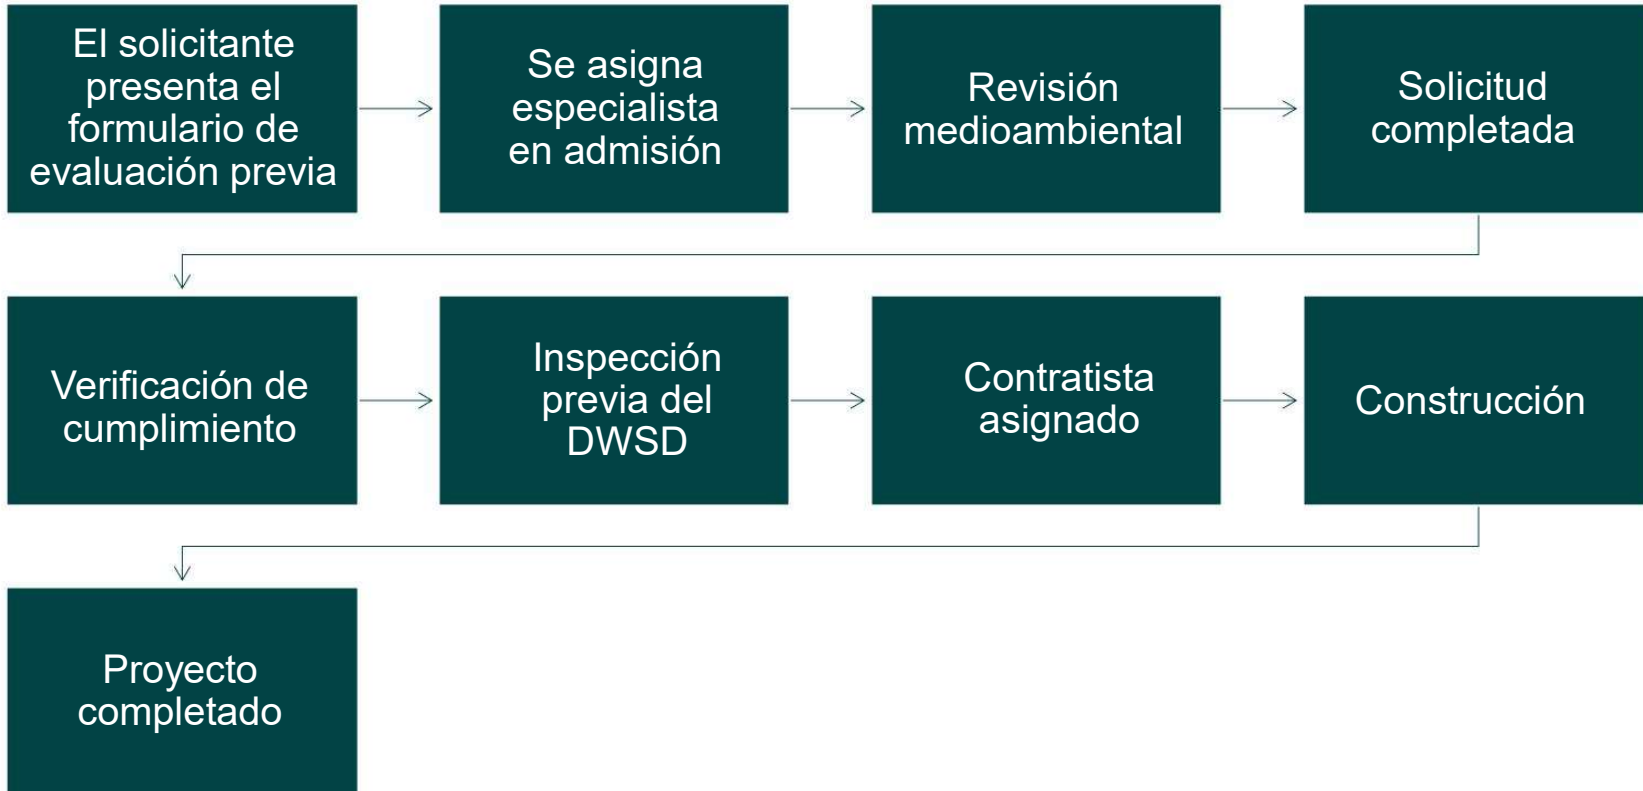 El solicitante
presenta el
formulario de
evaluación previa
Se asigna
especialista
en admisión
Revisión
medioambiental
Solicitud
completada
Verificación de
cumplimiento
Inspección
previa del
DWSD
Contratista
asignado
Construcción
Proyecto
completado